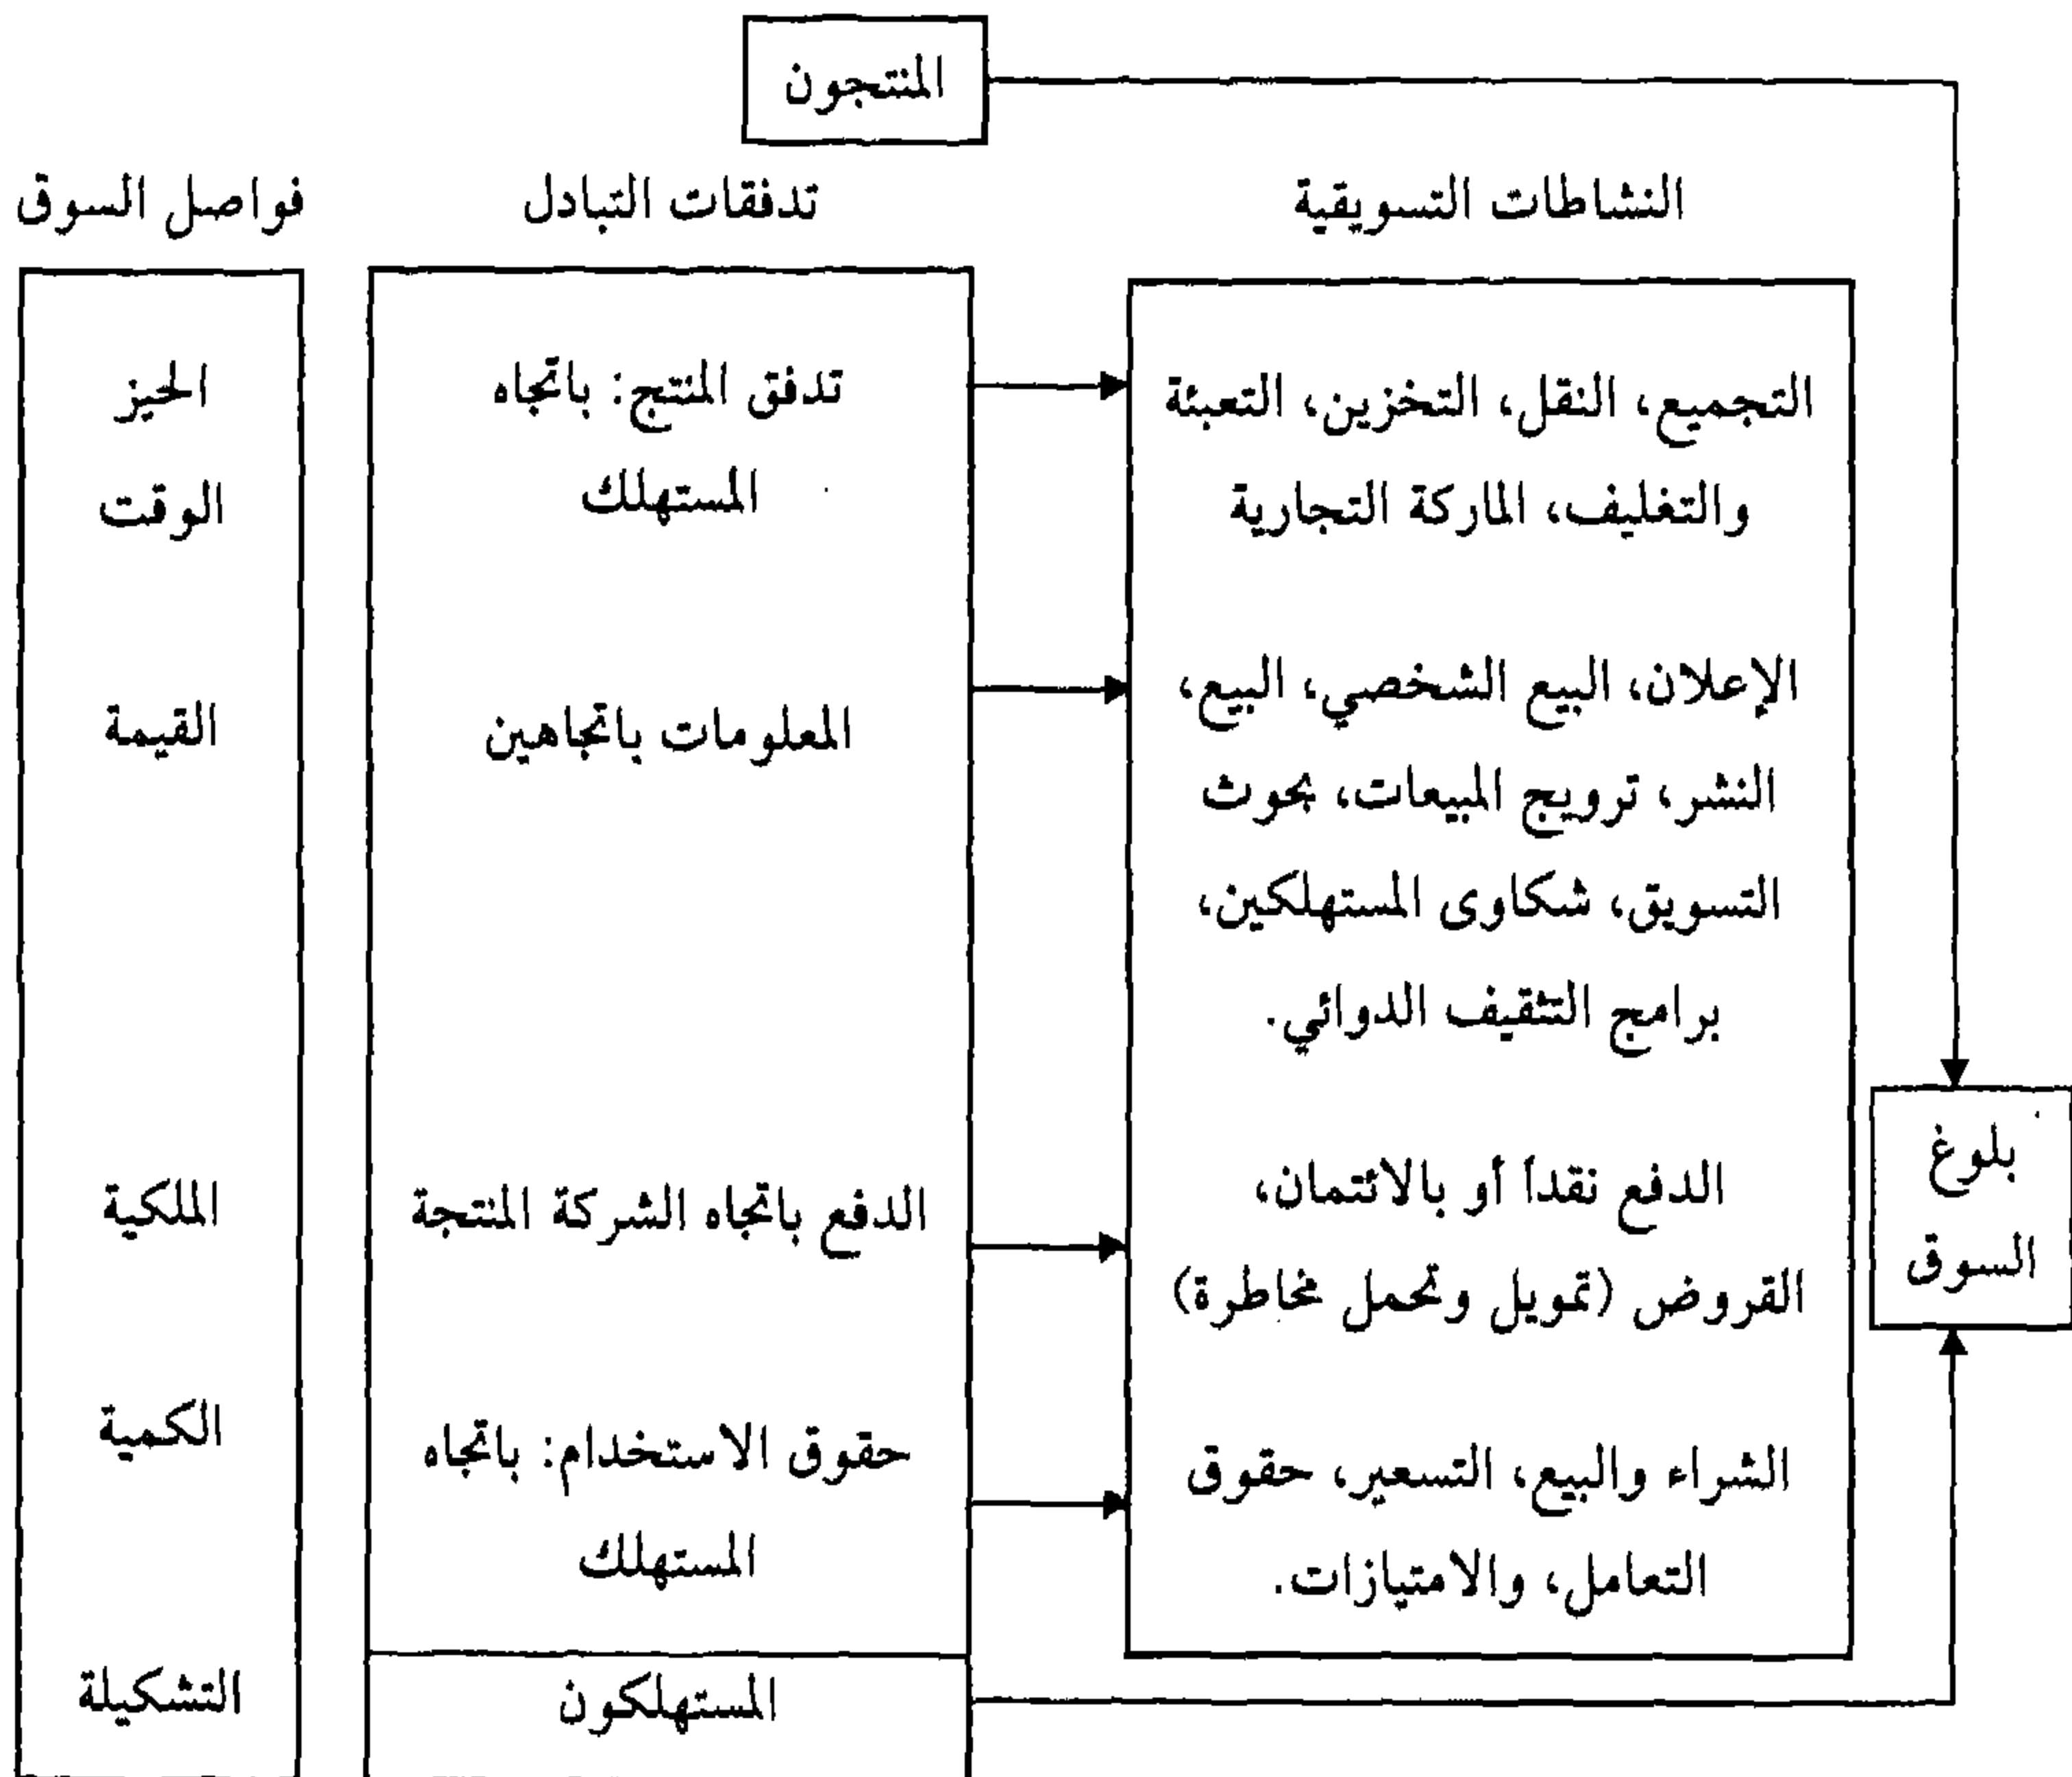 المنتجون
النشاطات التسويقية
تدفقات التبادل
فواصل السوق
التجميع، النقل، التخزين، التعبئة
والتغليف، الماركة التجارية
الإعلان، البيع الشخصي، البيع،
النشر، ترويج المبيعات، بحوث
التسويق، شكاوى المستهلكين،
برامج التثقيف الدوائي.
الدفع نقداً أو بالائتمان،
القروض (تمويل وتحمل مخاطرة)
الشراء والبيع، التسعير، حقوق
التعامل، والامتيازات.
بلوغ
السوق
تدفق المنتج: باتجاه
المستهلك
المعلومات باتجاهين
الدفع باتجاه الشركة المنتجة
حقوق الاستخدام: باتجاه
المستهلك
المستهلكون
الحيز
الوقت
القيمة
الملكية
الكمية
التشكيلة